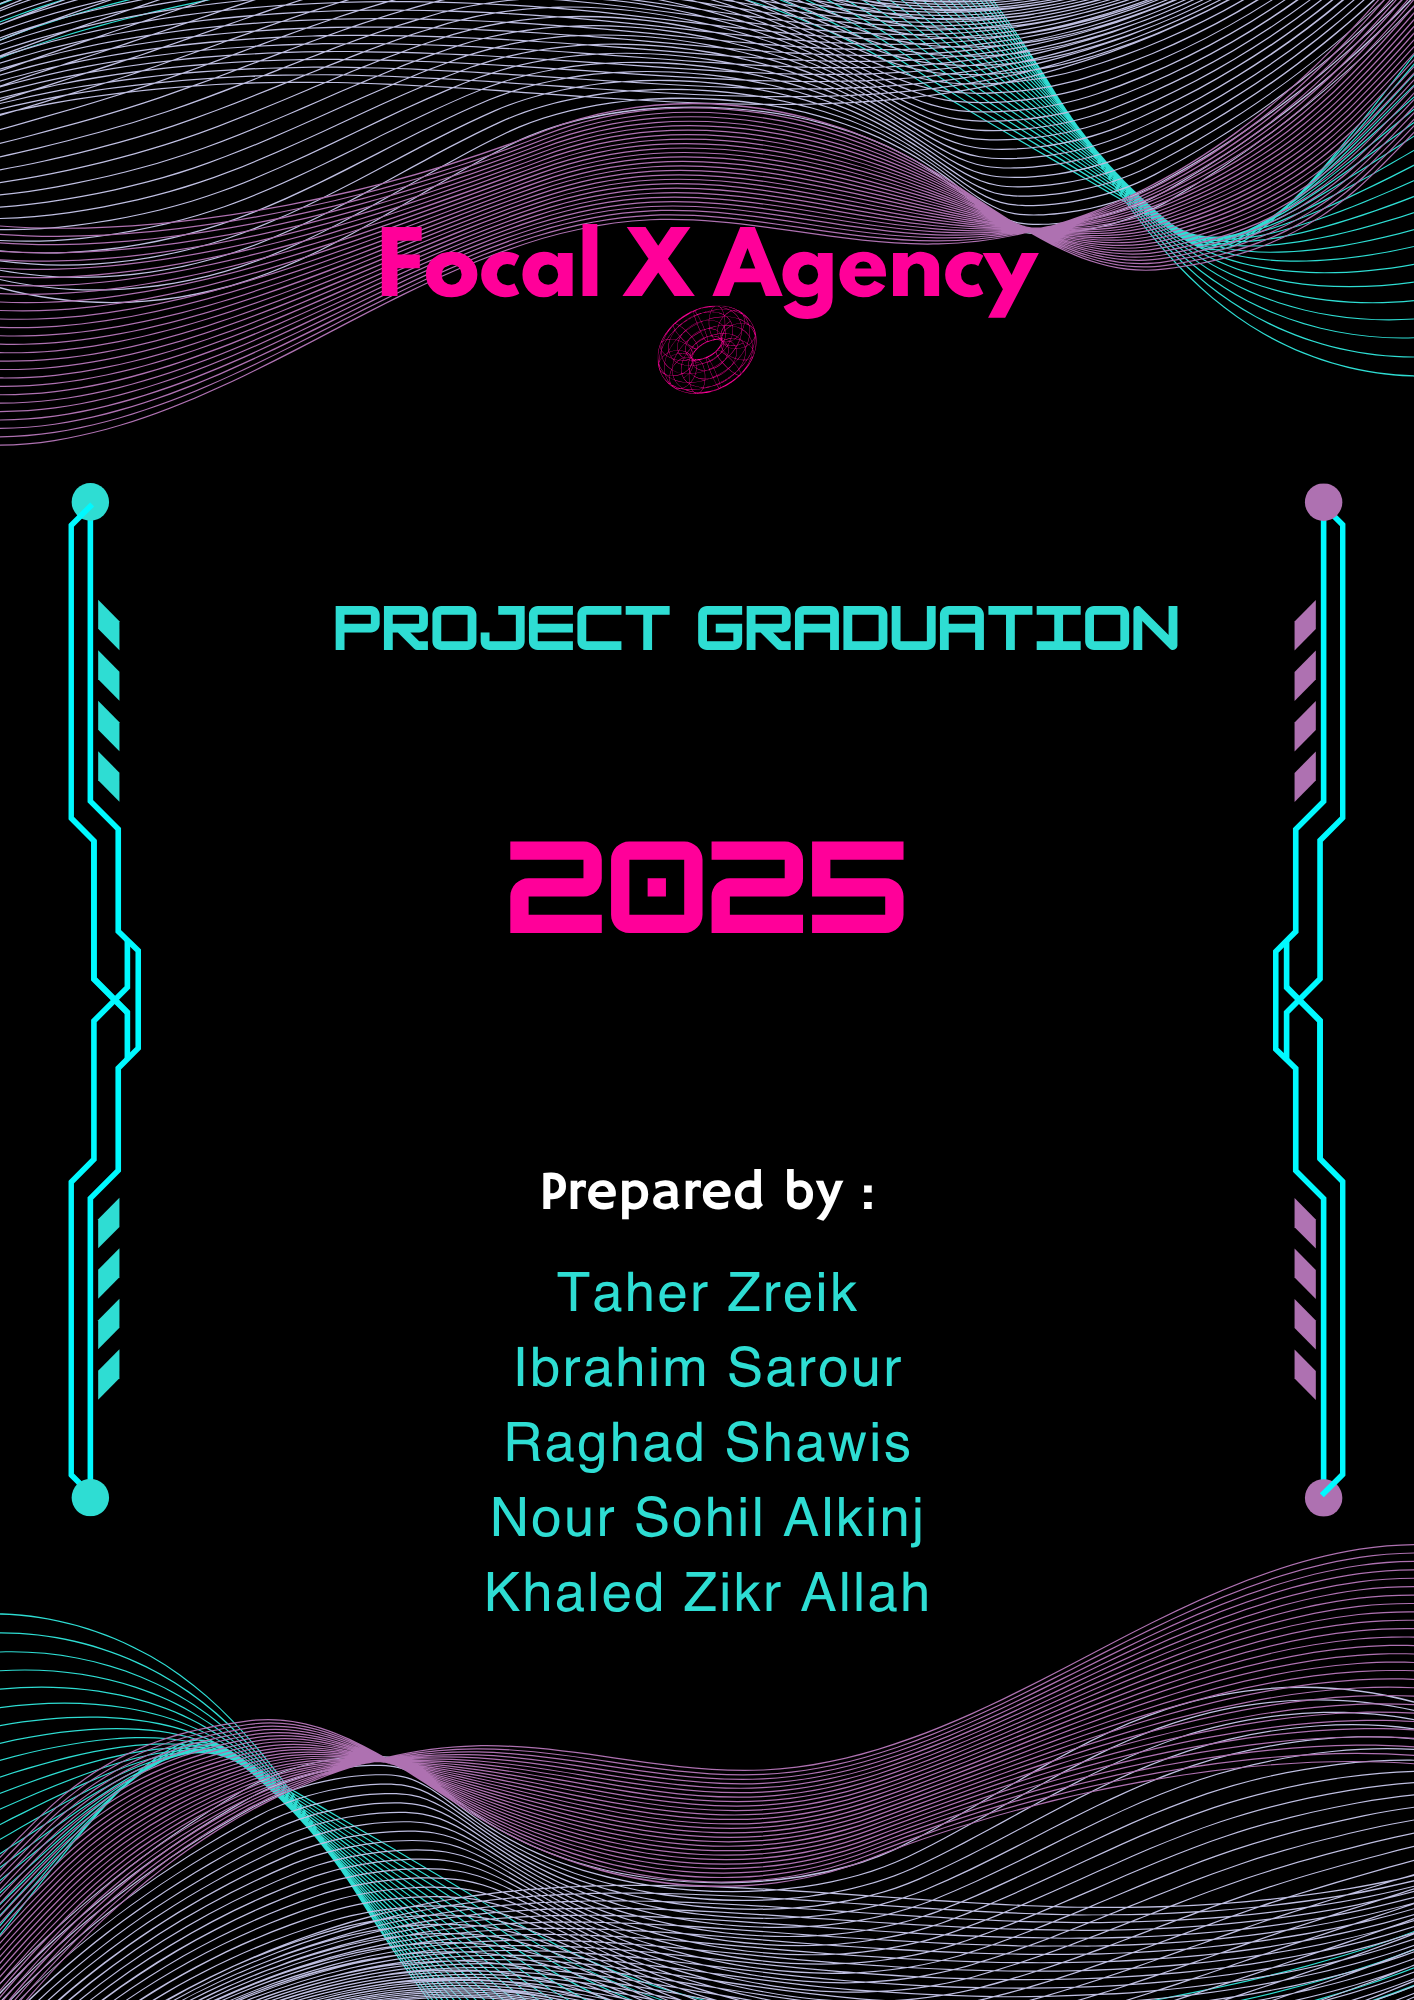 Focal X Agency
PROJECT GRADUATION
2025
Prepared by :
Taher Zreik
Ibrahim Sarour
Raghad Shawis
Nour Sohil Alkinj
Khaled Zikr Allah